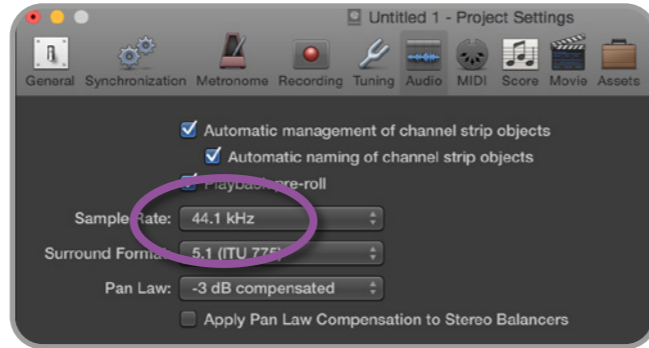 Untitled 1 - Project Settings
General Synchronization Metronome Recording Tuning Audio MIDI Score Movie Assets
Automatic management of channel strip objects
Automatic naming of channel strip objects
Playback pre-roll
Sample Rate: 44.1 kHz
Surround Format: 5.1 (ITU 775)
Pan Law: -3 dB compensated
Apply Pan Law Compensation to Stereo Balancers